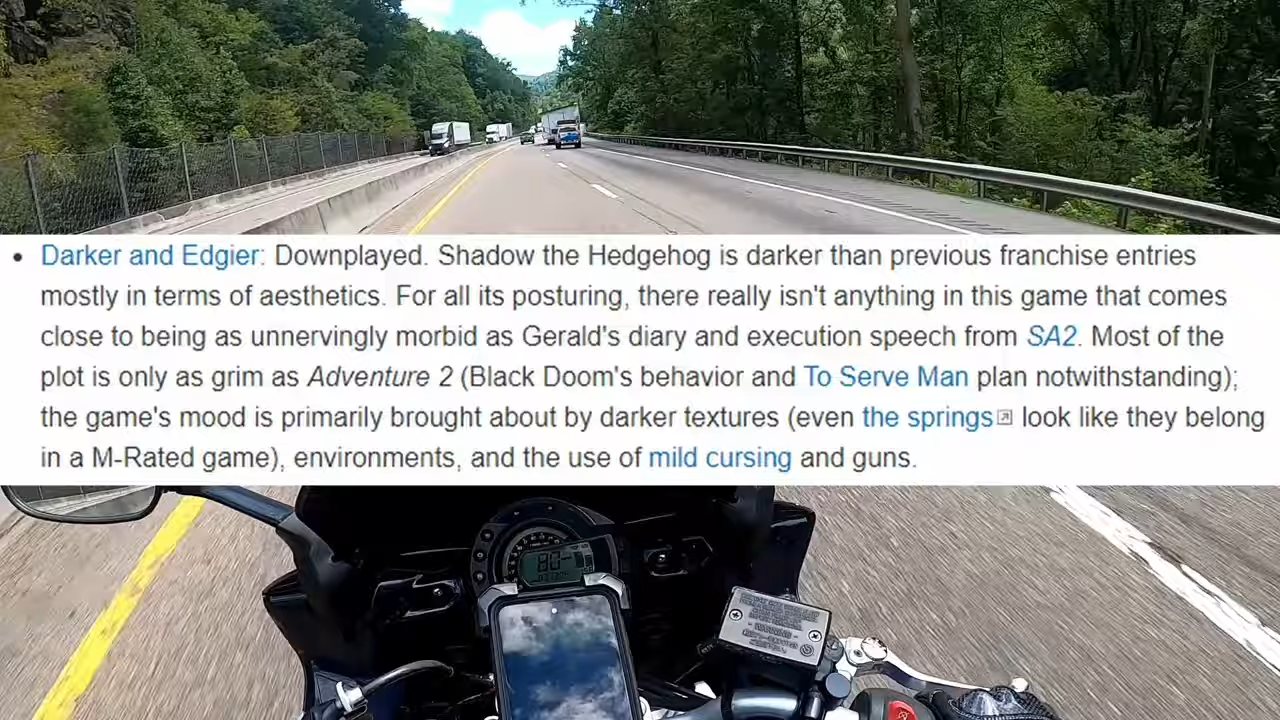 Darker and Edgier: Downplayed. Shadow the Hedgehog is darker than previous franchise entries
mostly in terms of aesthetics. For all its posturing, there really isn't anything in this game that comes
close to being as unnervingly morbid as Gerald's diary and execution speech from SA2. Most of the
plot is only as grim as Adventure 2 (Black Doom's behavior and To Serve Man plan notwithstanding);
the game's mood is primarily brought about by darker textures (even the springs look like they belong
in a M-Rated game), environments, and the use of mild cursing and guns.
80